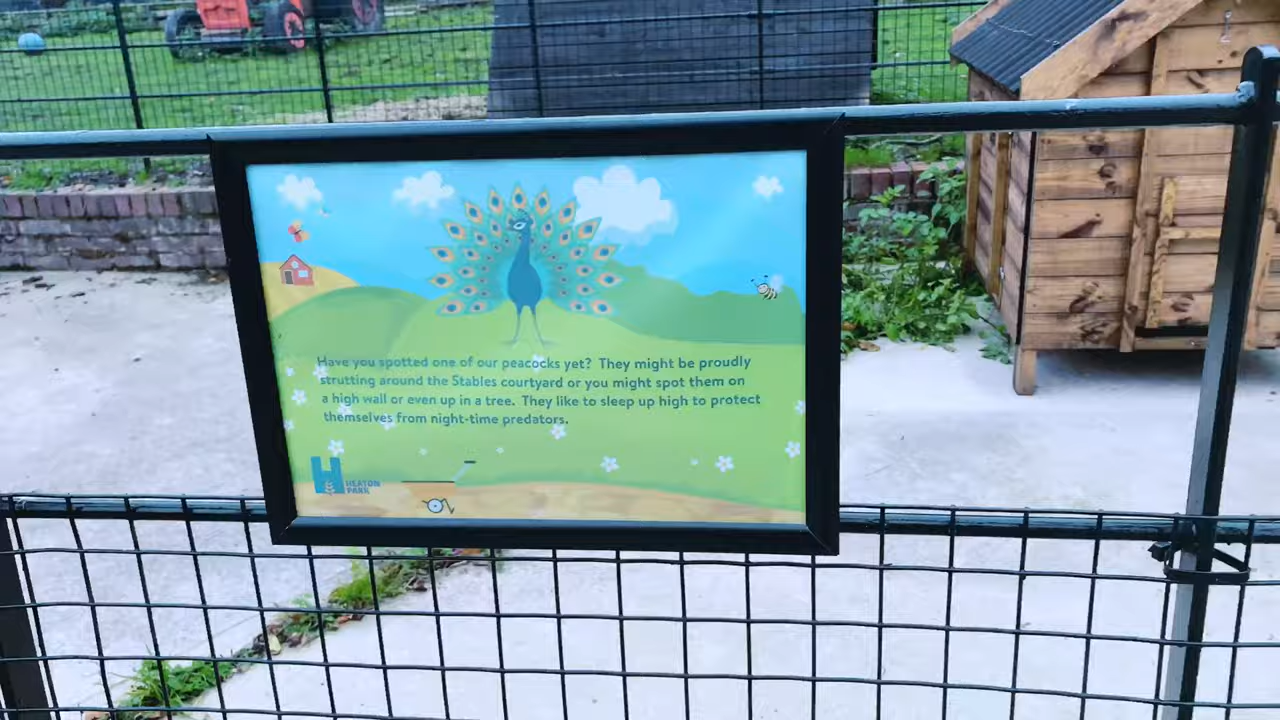 Have you spotted one of our peacocks yet? They might be proudly
strutting around the Stables courtyard or you might spot them on
a high wall or even up in a tree. They like to sleep up high to protect
themselves from night-time predators.
H HEATON
PARK